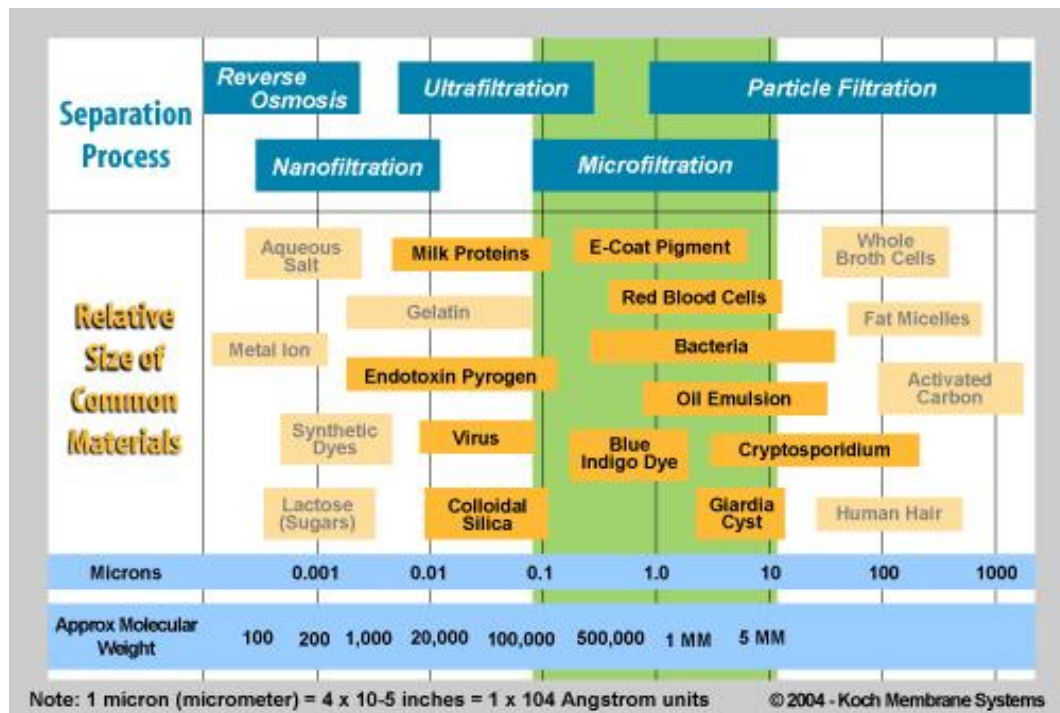 Separation
Process
Reverse
Osmosis
Ultrafiltration
Particle Filtration
Nanofiltration
Microfiltration
Relative
Size of
Common
Materials
Aqueous
Salt
Milk Proteins
E-Coat Pigment
Whole
Broth Cells
Gelatin
Red Blood Cells
Fat Micelles
Metal Ion
Bacteria
Endotoxin Pyrogen
Oil Emulsion
Activated
Carbon
Synthetic
Dyes
Virus
Blue
Indigo Dye
Cryptosporidium
Lactose
(Sugars)
Colloidal
Silica
Giardia
Cyst
Human Hair
Microns 0.001 0.01 0.1 1.0 10 100 1000
Approx Molecular
Weight
100 200 1,000 20,000 100,000 500,000 1 MM 5 MM
Note: 1 micron (micrometer) = 4 x 10-5 inches = 1 x 104 Angstrom units © 2004 - Koch Membrane Systems